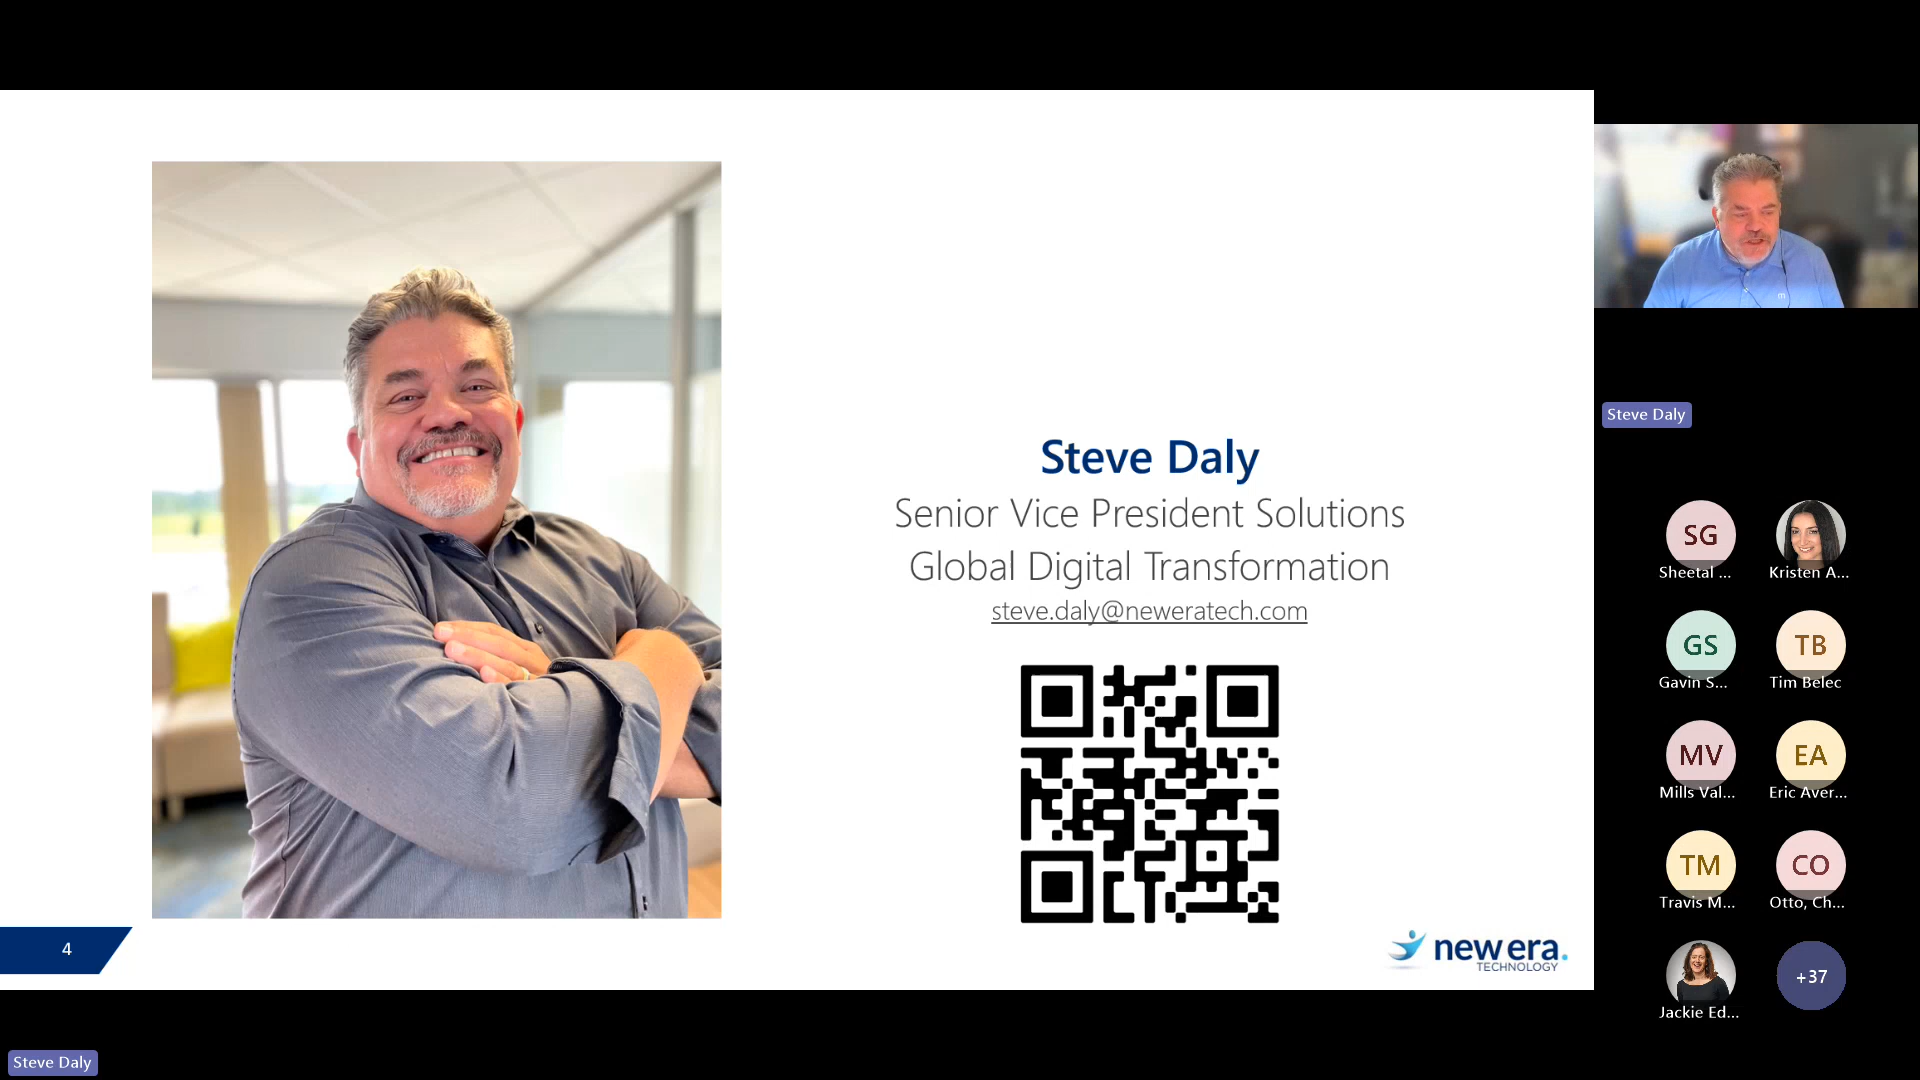 Steve Daly
Senior Vice President Solutions
Global Digital Transformation
steve.daly@neweratech.com
4
new era.
TECHNOLOGY
Steve Daly
SG
Sheetal ...
Kristen A...
GS
Gavin S...
TB
Tim Belec
MV
Mills Val...
EA
Eric Aver...
TM
Travis M...
CO
Otto, Ch...
Jackie Ed...
+37
Steve Daly